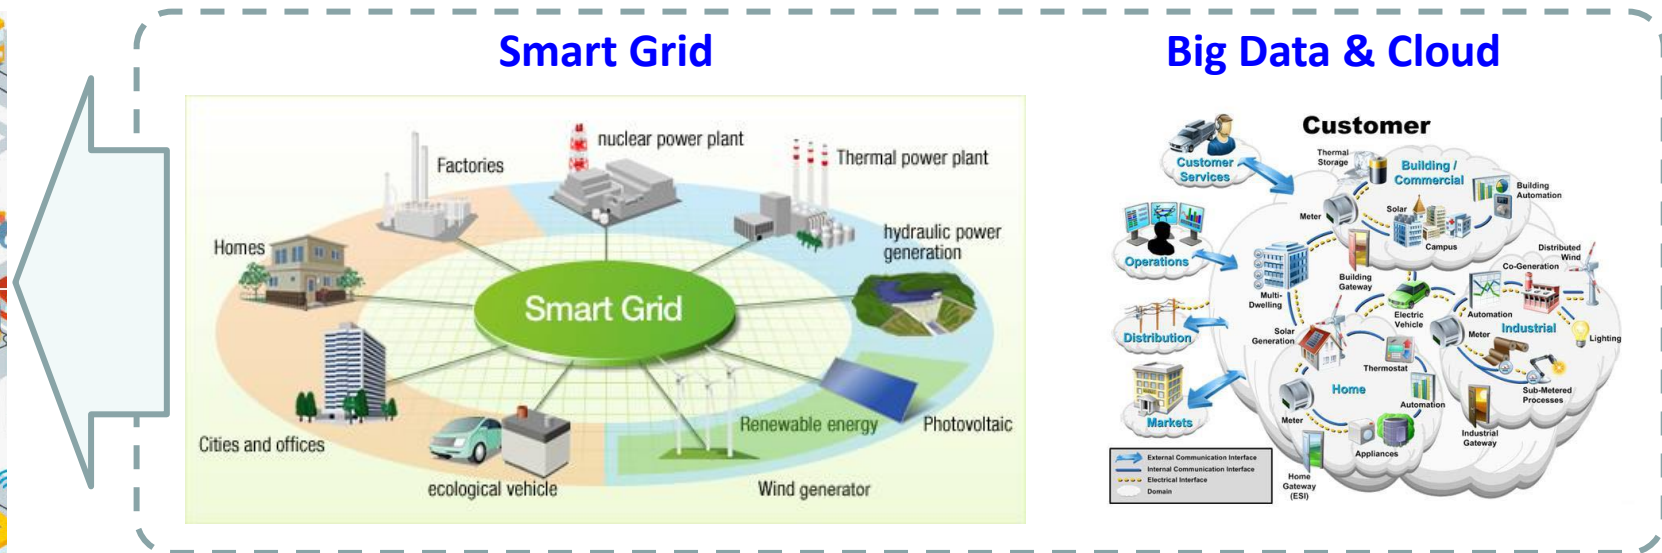 Smart Grid
Big Data & Cloud
nuclear power plant
Factories
Thermal power plant
Homes
hydraulic power
generation
Smart Grid
Cities and offices
ecological vehicle
Renewable energy
Photovoltaic
Wind generator
Customer
Customer
Services
Thermal
Storage
Building /
Commercial
Building
Automation
Meter
Solar
Campus
Operations
Building
Gateway
Multi-
Dwelling
Distributed
Wind
Co-Generation
Electric
Vehicle
Automation
Meter
Industrial
Lighting
Distribution
Solar
Generation
Thermostat
Home
Automation
Sub-Metered
Processes
Markets
Meter
Appliances
Industrial
Gateway
Home
Gateway
(ESI)
External Communication Interface
Internal Communication Interface
Electrical Interface
Domain